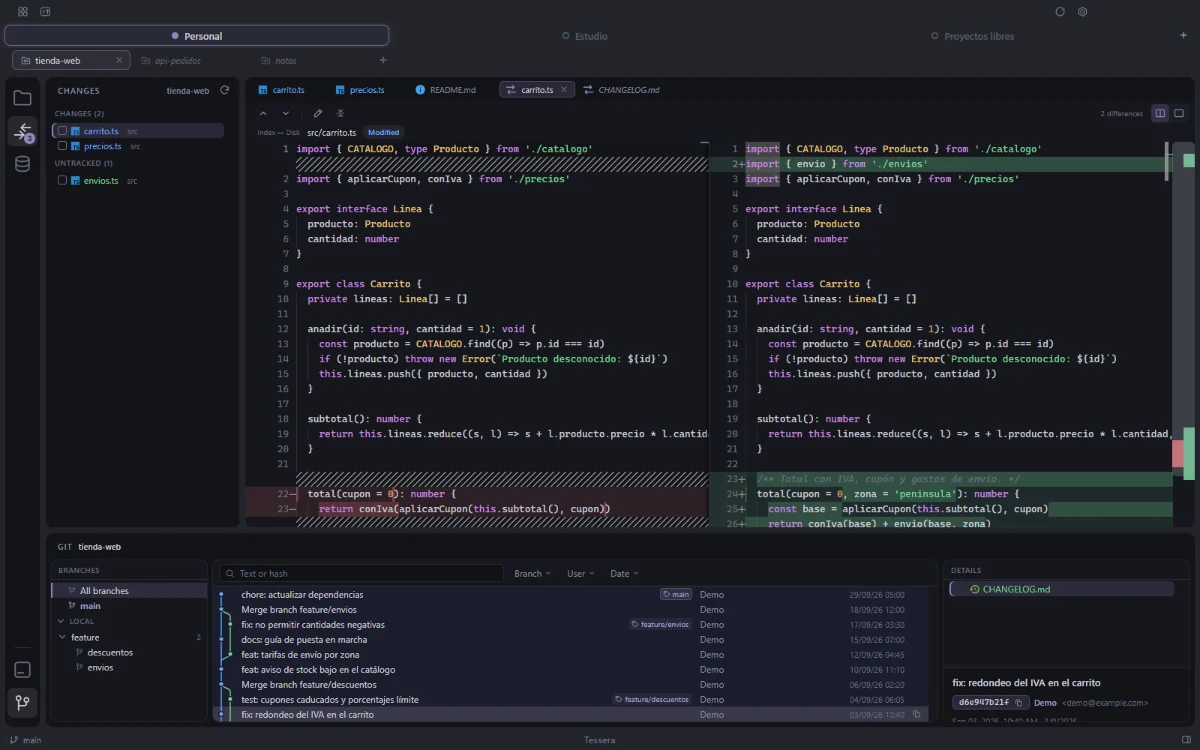 Personal
Estudio
Proyectos libres
tienda-web
api-pedidos
notas
CHANGES
tienda-web
CHANGES (2)
carrito.ts src
precios.ts src
UNTRACKED (1)
envios.ts src
3
carrito.ts
precios.ts
README.md
carrito.ts
CHANGELOG.md
2 differences
Index ↔ Disk src/carrito.ts Modified
1 import { CATALOGO, type Producto } from './catalogo'
2 import { aplicarCupon, conIva } from './precios'
3
4 export interface Linea {
5 producto: Producto
6 cantidad: number
7 }
8
9 export class Carrito {
10 private lineas: Linea[] = []
11
12 anadir(id: string, cantidad = 1): void {
13 const producto = CATALOGO.find((p) => p.id === id)
14 if (!producto) throw new Error(`Producto desconocido: ${id}`)
15 this.lineas.push({ producto, cantidad })
16 }
17
18 subtotal(): number {
19 return this.lineas.reduce((s, l) => s + l.producto.precio * l.cantid
20 }
21
22− total(cupon = 0): number {
23− return conIva(aplicarCupon(this.subtotal(), cupon))
1 import { CATALOGO, type Producto } from './catalogo'
2+ import { envio } from './envios'
3 import { aplicarCupon, conIva } from './precios'
4
5 export interface Linea {
6 producto: Producto
7 cantidad: number
8 }
9
10 export class Carrito {
11 private lineas: Linea[] = []
12
13 anadir(id: string, cantidad = 1): void {
14 const producto = CATALOGO.find((p) => p.id === id)
15 if (!producto) throw new Error(`Producto desconocido: ${id}`)
16 this.lineas.push({ producto, cantidad })
17 }
18
19 subtotal(): number {
20 return this.lineas.reduce((s, l) => s + l.producto.precio * l.cantidad,
21 }
22
23+ /** Total con IVA, cupón y gastos de envío. */
24+ total(cupon = 0, zona = 'peninsula'): number {
25+ const base = aplicarCupon(this.subtotal(), cupon)
26+ return conIva(base) + envio(base, zona)
GIT tienda-web
BRANCHES
All branches
main
LOCAL
feature 2
descuentos
envios
Text or hash
Branch
User
Date
chore: actualizar dependencias main Demo 29/09/26 05:00
Merge branch feature/envios Demo 18/09/26 12:00
fix: no permitir cantidades negativas feature/envios Demo 17/09/26 03:30
docs: guía de puesta en marcha Demo 15/09/26 07:00
feat: tarifas de envío por zona Demo 12/09/26 04:45
feat: aviso de stock bajo en el catálogo Demo 10/09/26 11:10
Merge branch feature/descuentos Demo 06/09/26 02:20
test: cupones caducados y porcentajes límite feature/descuentos Demo 04/09/26 06:05
fix: redondeo del IVA en el carrito Demo 03/09/26 10:40
DETAILS
CHANGELOG.md
fix: redondeo del IVA en el carrito
d6e947b21f Demo <demo@example.com>
main
Tessera